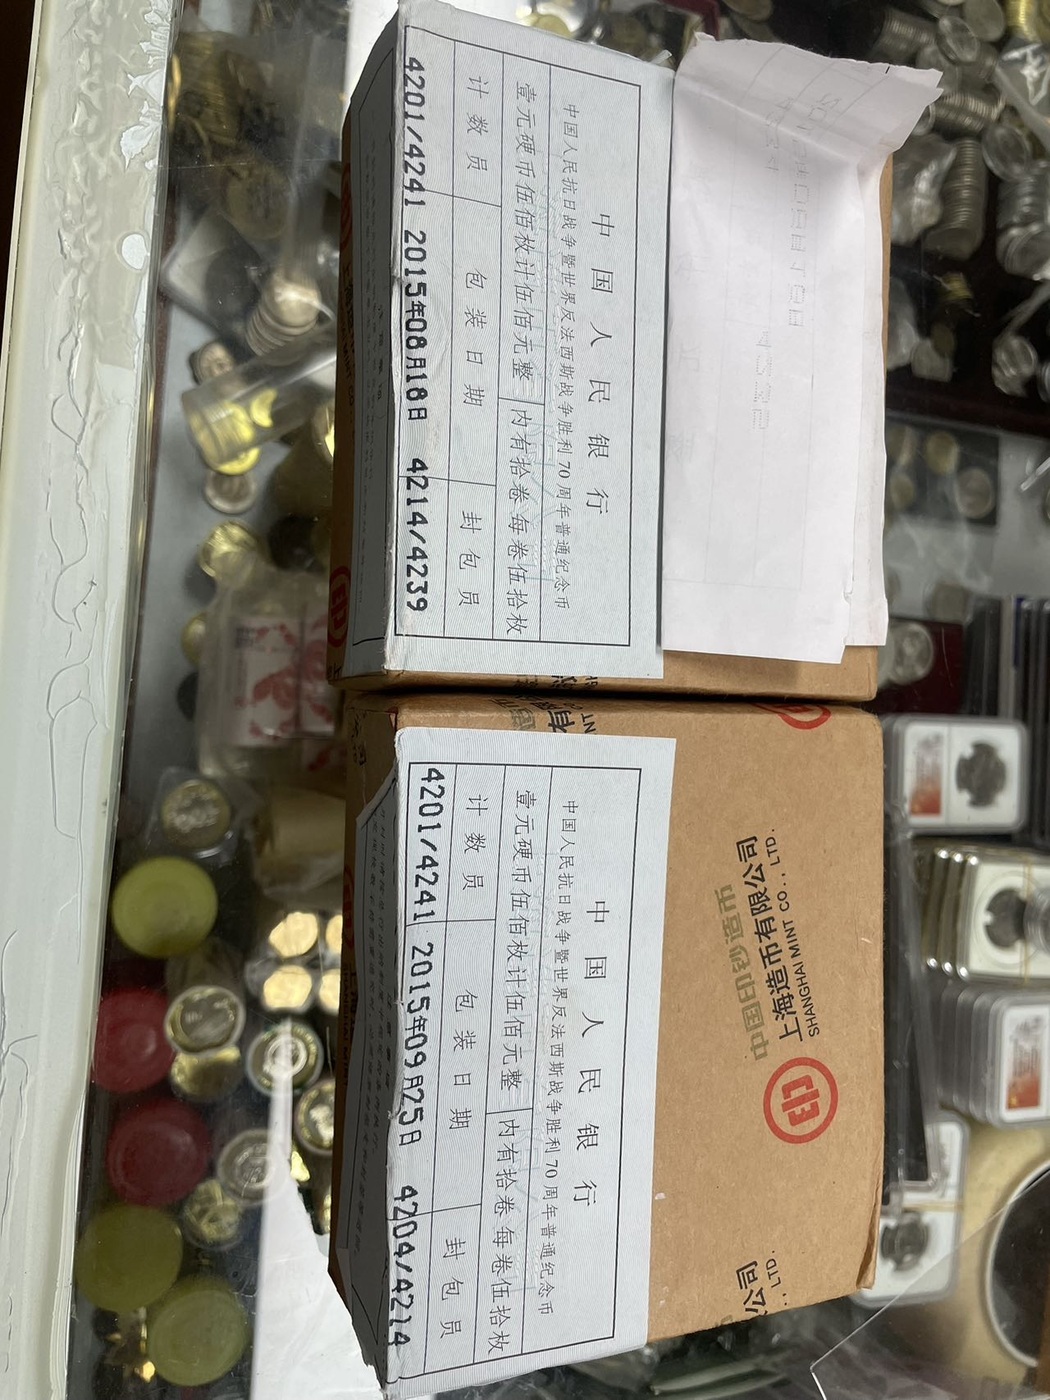 中国人民银行
中国人民抗日战争暨世界反法西斯战争胜利70周年普通纪念币
壹元硬币伍佰枚计伍佰元整 内有拾卷每卷伍拾枚
计数员 包装日期 封包员
4201/4241 2015年08月18日 4214/4239
中国人民银行
中国人民抗日战争暨世界反法西斯战争胜利70周年普通纪念币
壹元硬币伍佰枚计伍佰元整 内有拾卷每卷伍拾枚
计数员 包装日期 封包员
4201/4241 2015年09月25日 4204/4214
中国印钞造币
上海造币有限公司
SHANGHAI MINT CO., LTD.
公司
., LTD.